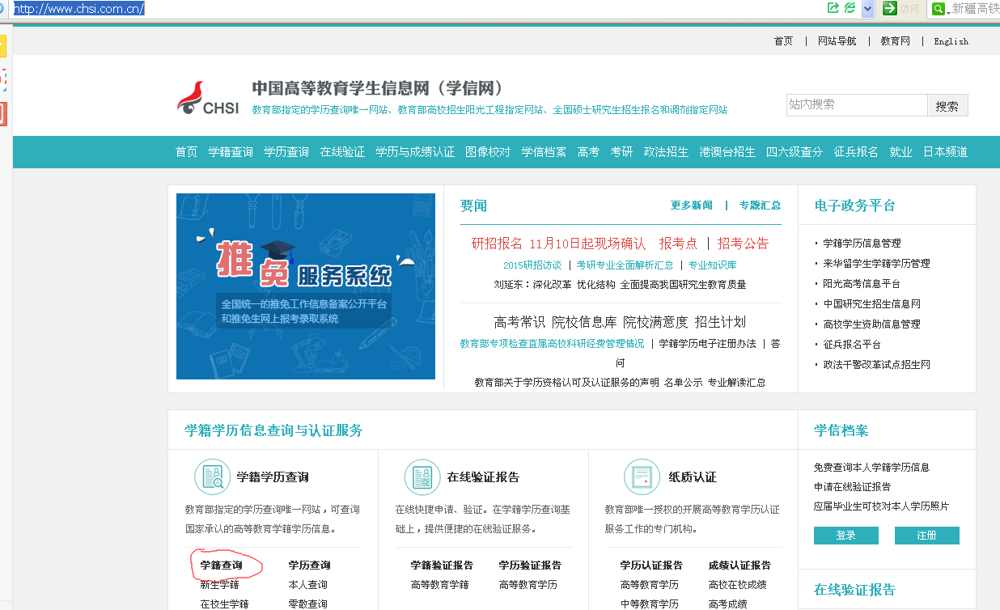 http://www.chsi.com.cn/
访问
新疆高铁
首页 | 网站导航 | 教育网 | English
CHSI
中国高等教育学生信息网（学信网）
教育部指定的学历查询唯一网站、教育部高校招生阳光工程指定网站、全国硕士研究生招生报名和调剂指定网站
站内搜索
搜索
首页 学籍查询 学历查询 在线验证 学历与成绩认证 图像校对 学信档案 高考 考研 政法招生 港澳台招生 四六级查分 征兵报名 就业 日本频道
推免服务系统
全国统一的推免工作信息备案公开平台
和推免生网上报考录取系统
要闻
更多新闻 | 专题汇总
研招报名 11月10日起现场确认 报考点 | 招考公告
2015研招访谈 | 考研专业全面解析汇总 | 专业知识库
刘延东：深化改革 优化结构 全面提高我国研究生教育质量
高考常识 院校信息库 院校满意度 招生计划
教育部专项检查直属高校科研经费管理情况 | 学籍学历电子注册办法 | 答
问
教育部关于学历资格认可及认证服务的声明 名单公示 专业解读汇总
电子政务平台
· 学籍学历信息管理
· 来华留学生学籍学历管理
· 阳光高考信息平台
· 中国研究生招生信息网
· 高校学生资助信息管理
· 征兵报名平台
· 政法干警改革试点招生网
学籍学历信息查询与认证服务
学籍学历查询
教育部指定的学历查询唯一网站，可查询
国家承认的高等教育学籍学历信息。
学籍查询 学历查询
新生学籍 本人查询
在校生学籍 零散查询
在线验证报告
在线快捷申请、验证。在学籍学历查询基
础上，提供便捷的在线验证服务。
学籍验证报告 学历验证报告
高等教育学籍 高等教育学历
纸质认证
教育部唯一授权的开展高等教育学历认证
服务工作的专门机构。
学历认证报告 成绩认证报告
高等教育学历 高校在校成绩
中等教育学历 高考成绩
学信档案
免费查询本人学籍学历信息
申请在线验证报告
应届毕业生可校对本人学历照片
登录 注册
在线验证报告